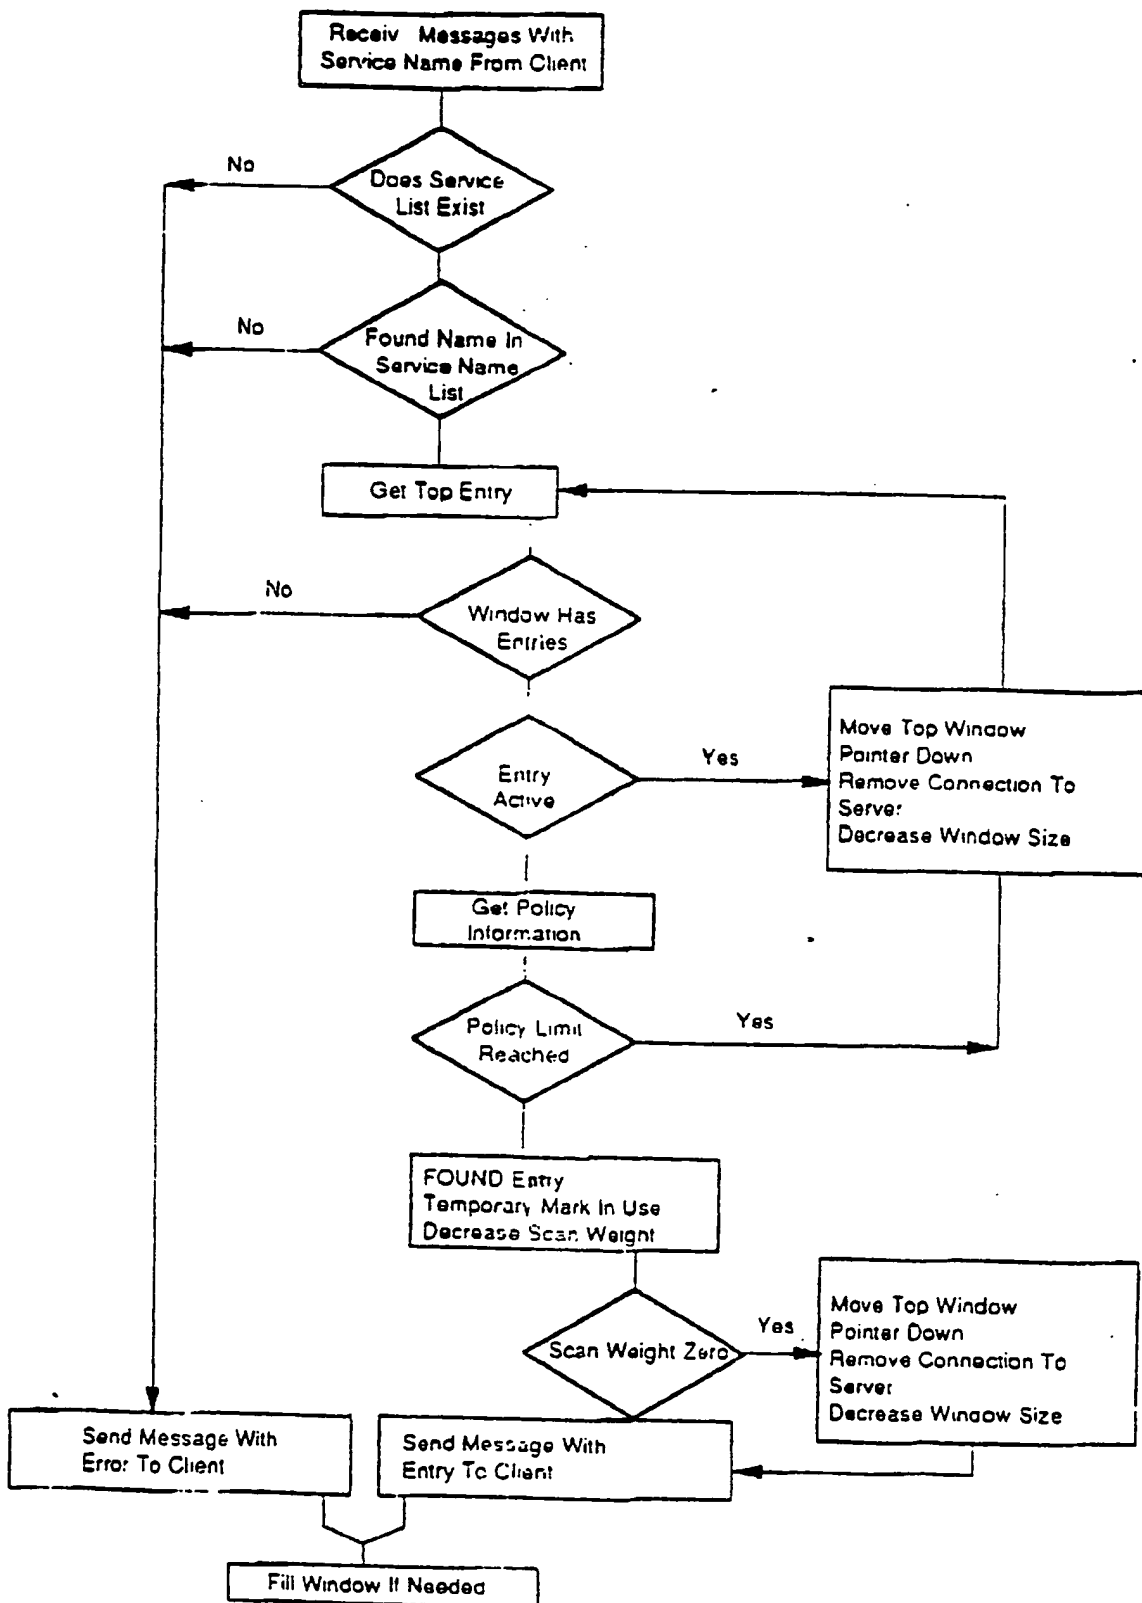 Receiv Messages With
Service Name From Client
No
Does Service
List Exist
No
Found Name In
Service Name
List
Get Top Entry
No
Window Has
Entries
Entry
Active
Yes
Move Top Window
Pointer Down
Remove Connection To
Server
Decrease Window Size
Get Policy
Information
Policy Limit
Reached
Yes
FOUND Entry
Temporary Mark In Use
Decrease Scan Weight
Scan Weight Zero
Yes
Move Top Window
Pointer Down
Remove Connection To
Server
Decrease Window Size
Send Message With
Error To Client
Send Message With
Entry To Client
Fill Window If Needed